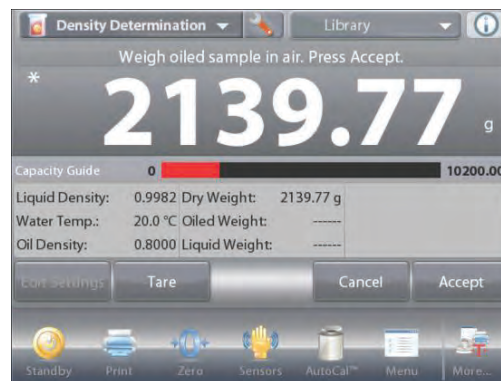 Density Determination Library
Weigh oiled sample in air. Press Accept.
* 2139.77 g
Capacity Guide 0 10200.00
Liquid Density: 0.9982 Dry Weight: 2139.77 g
Water Temp.: 20.0 °C Oiled Weight: ------
Oil Density: 0.8000 Liquid Weight: ------
Edit Settings Tare Cancel Accept
Standby Print Zero Sensors AutoCal™ Menu More...